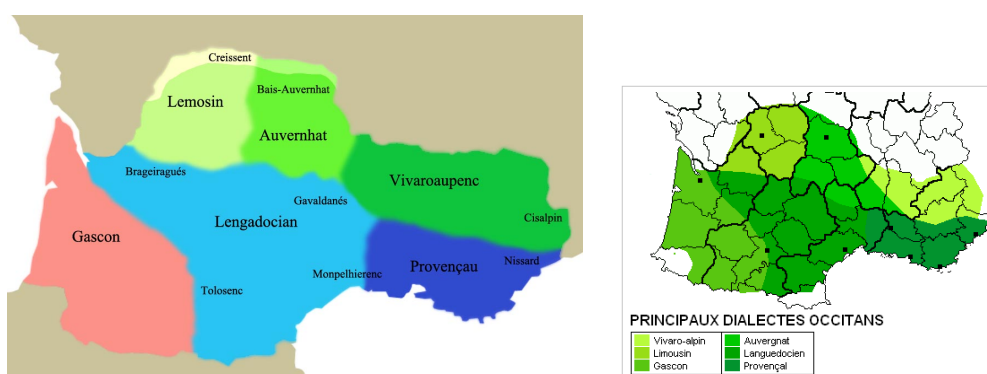 Creissent
Lemosin
Bais-Auvernhat
Auvernhat
Brageiragués
Vivaroaupenc
Gavaldanés
Lengadocian
Cisalpin
Gascon
Nissard
Provençau
Monpelhierenc
Tolosenc
PRINCIPAUX DIALECTES OCCITANS
Vivaro-alpin
Limousin
Gascon
Auvergnat
Languedocien
Provençal